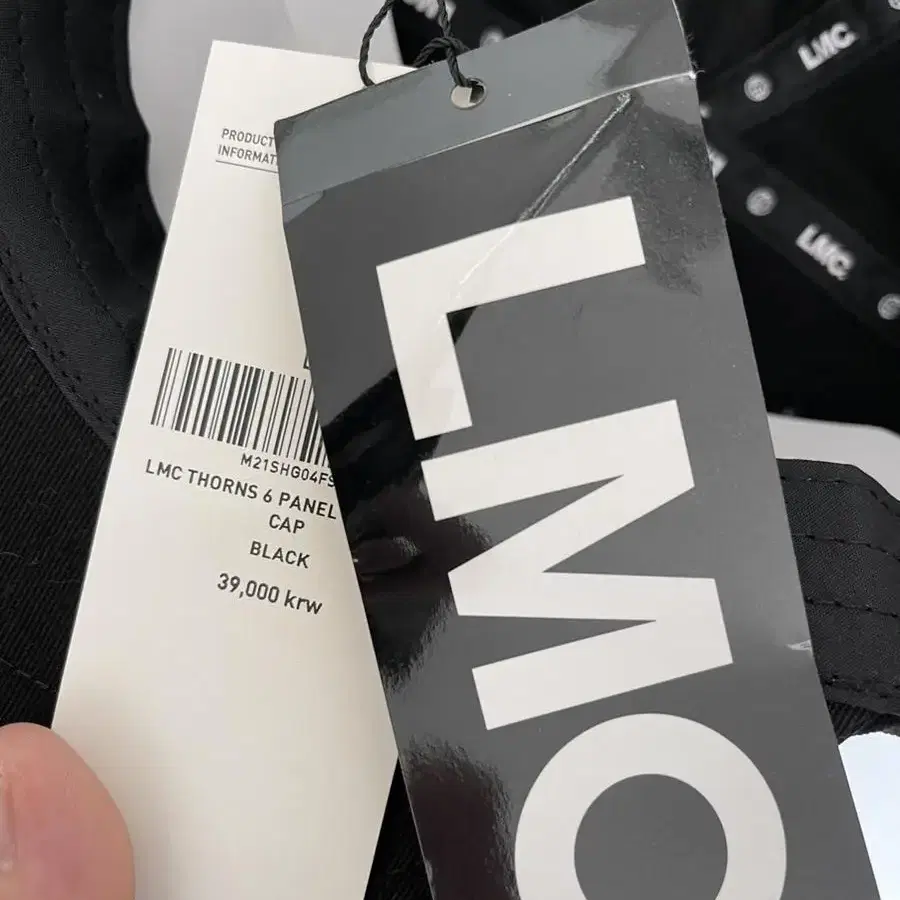 PRODUCT
INFORMAT
M21SHG04FS
LMC THORNS 6 PANEL
CAP
BLACK
39,000 krw
LMC
LMC.
LMC.